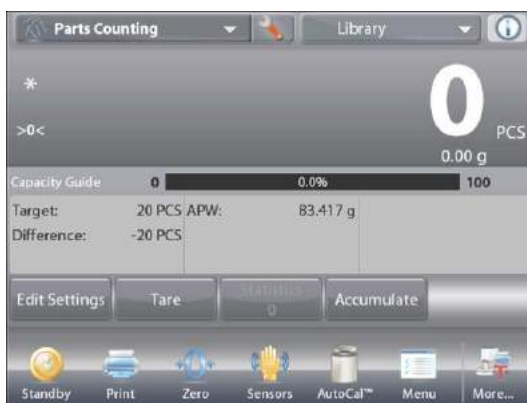 Parts Counting Library
*
>0<
0 PCS
0.00 g
Capacity Guide 0 0.0% 100
Target: 20 PCS APW: 83.417 g
Difference: -20 PCS
Edit Settings Tare Statistics Accumulate
0
Standby Print Zero Sensors AutoCal™ Menu More...